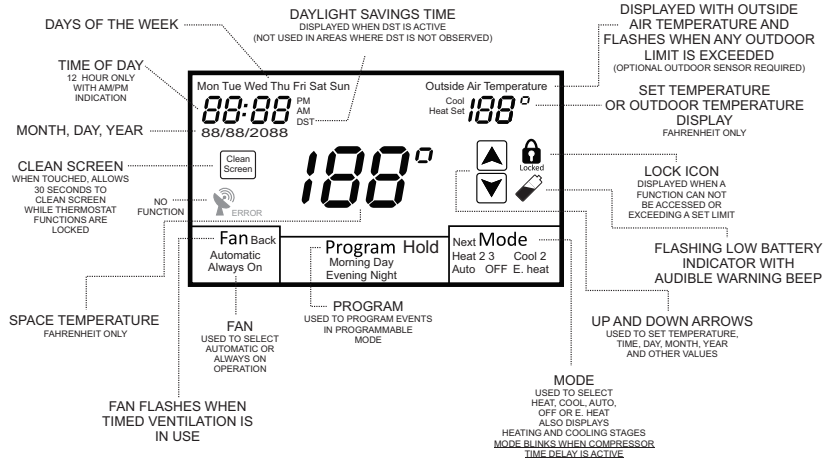 DAYS OF THE WEEK
DAYLIGHT SAVINGS TIME
DISPLAYED WHEN DST IS ACTIVE
(NOT USED IN AREAS WHERE DST IS NOT OBSERVED)
DISPLAYED WITH OUTSIDE
AIR TEMPERATURE AND
FLASHES WHEN ANY OUTDOOR
LIMIT IS EXCEEDED
(OPTIONAL OUTDOOR SENSOR REQUIRED)
TIME OF DAY
12 HOUR ONLY
WITH AM/PM
INDICATION
MONTH, DAY, YEAR
CLEAN SCREEN
WHEN TOUCHED, ALLOWS
30 SECONDS TO
CLEAN SCREEN
WHILE THERMOSTAT
FUNCTIONS ARE
LOCKED
NO
FUNCTION
Mon Tue Wed Thu Fri Sat Sun
88:88
PM
AM
DST
88/88/2088
Clean
Screen
ERROR
188°
Outside Air Temperature
Cool
Heat Set
188°
Locked
Fan Back
Automatic
Always On
Program Hold
Morning Day
Evening Night
Next Mode
Heat 2 3 Cool 2
Auto OFF E. heat
SET TEMPERATURE
OR OUTDOOR TEMPERATURE
DISPLAY
FAHRENHEIT ONLY
LOCK ICON
DISPLAYED WHEN A
FUNCTION CAN NOT
BE ACCESSED OR
EXCEEDING A SET LIMIT
FLASHING LOW BATTERY
INDICATOR WITH
AUDIBLE WARNING BEEP
UP AND DOWN ARROWS
USED TO SET TEMPERATURE,
TIME, DAY, MONTH, YEAR
AND OTHER VALUES
SPACE TEMPERATURE
FAHRENHEIT ONLY
FAN
USED TO SELECT
AUTOMATIC OR
ALWAYS ON
OPERATION
PROGRAM
USED TO PROGRAM EVENTS
IN PROGRAMMABLE
MODE
FAN FLASHES WHEN
TIMED VENTILATION IS
IN USE
MODE
USED TO SELECT
HEAT, COOL, AUTO,
OFF OR E. HEAT
ALSO DISPLAYS
HEATING AND COOLING STAGES
MODE BLINKS WHEN COMPRESSOR
TIME DELAY IS ACTIVE